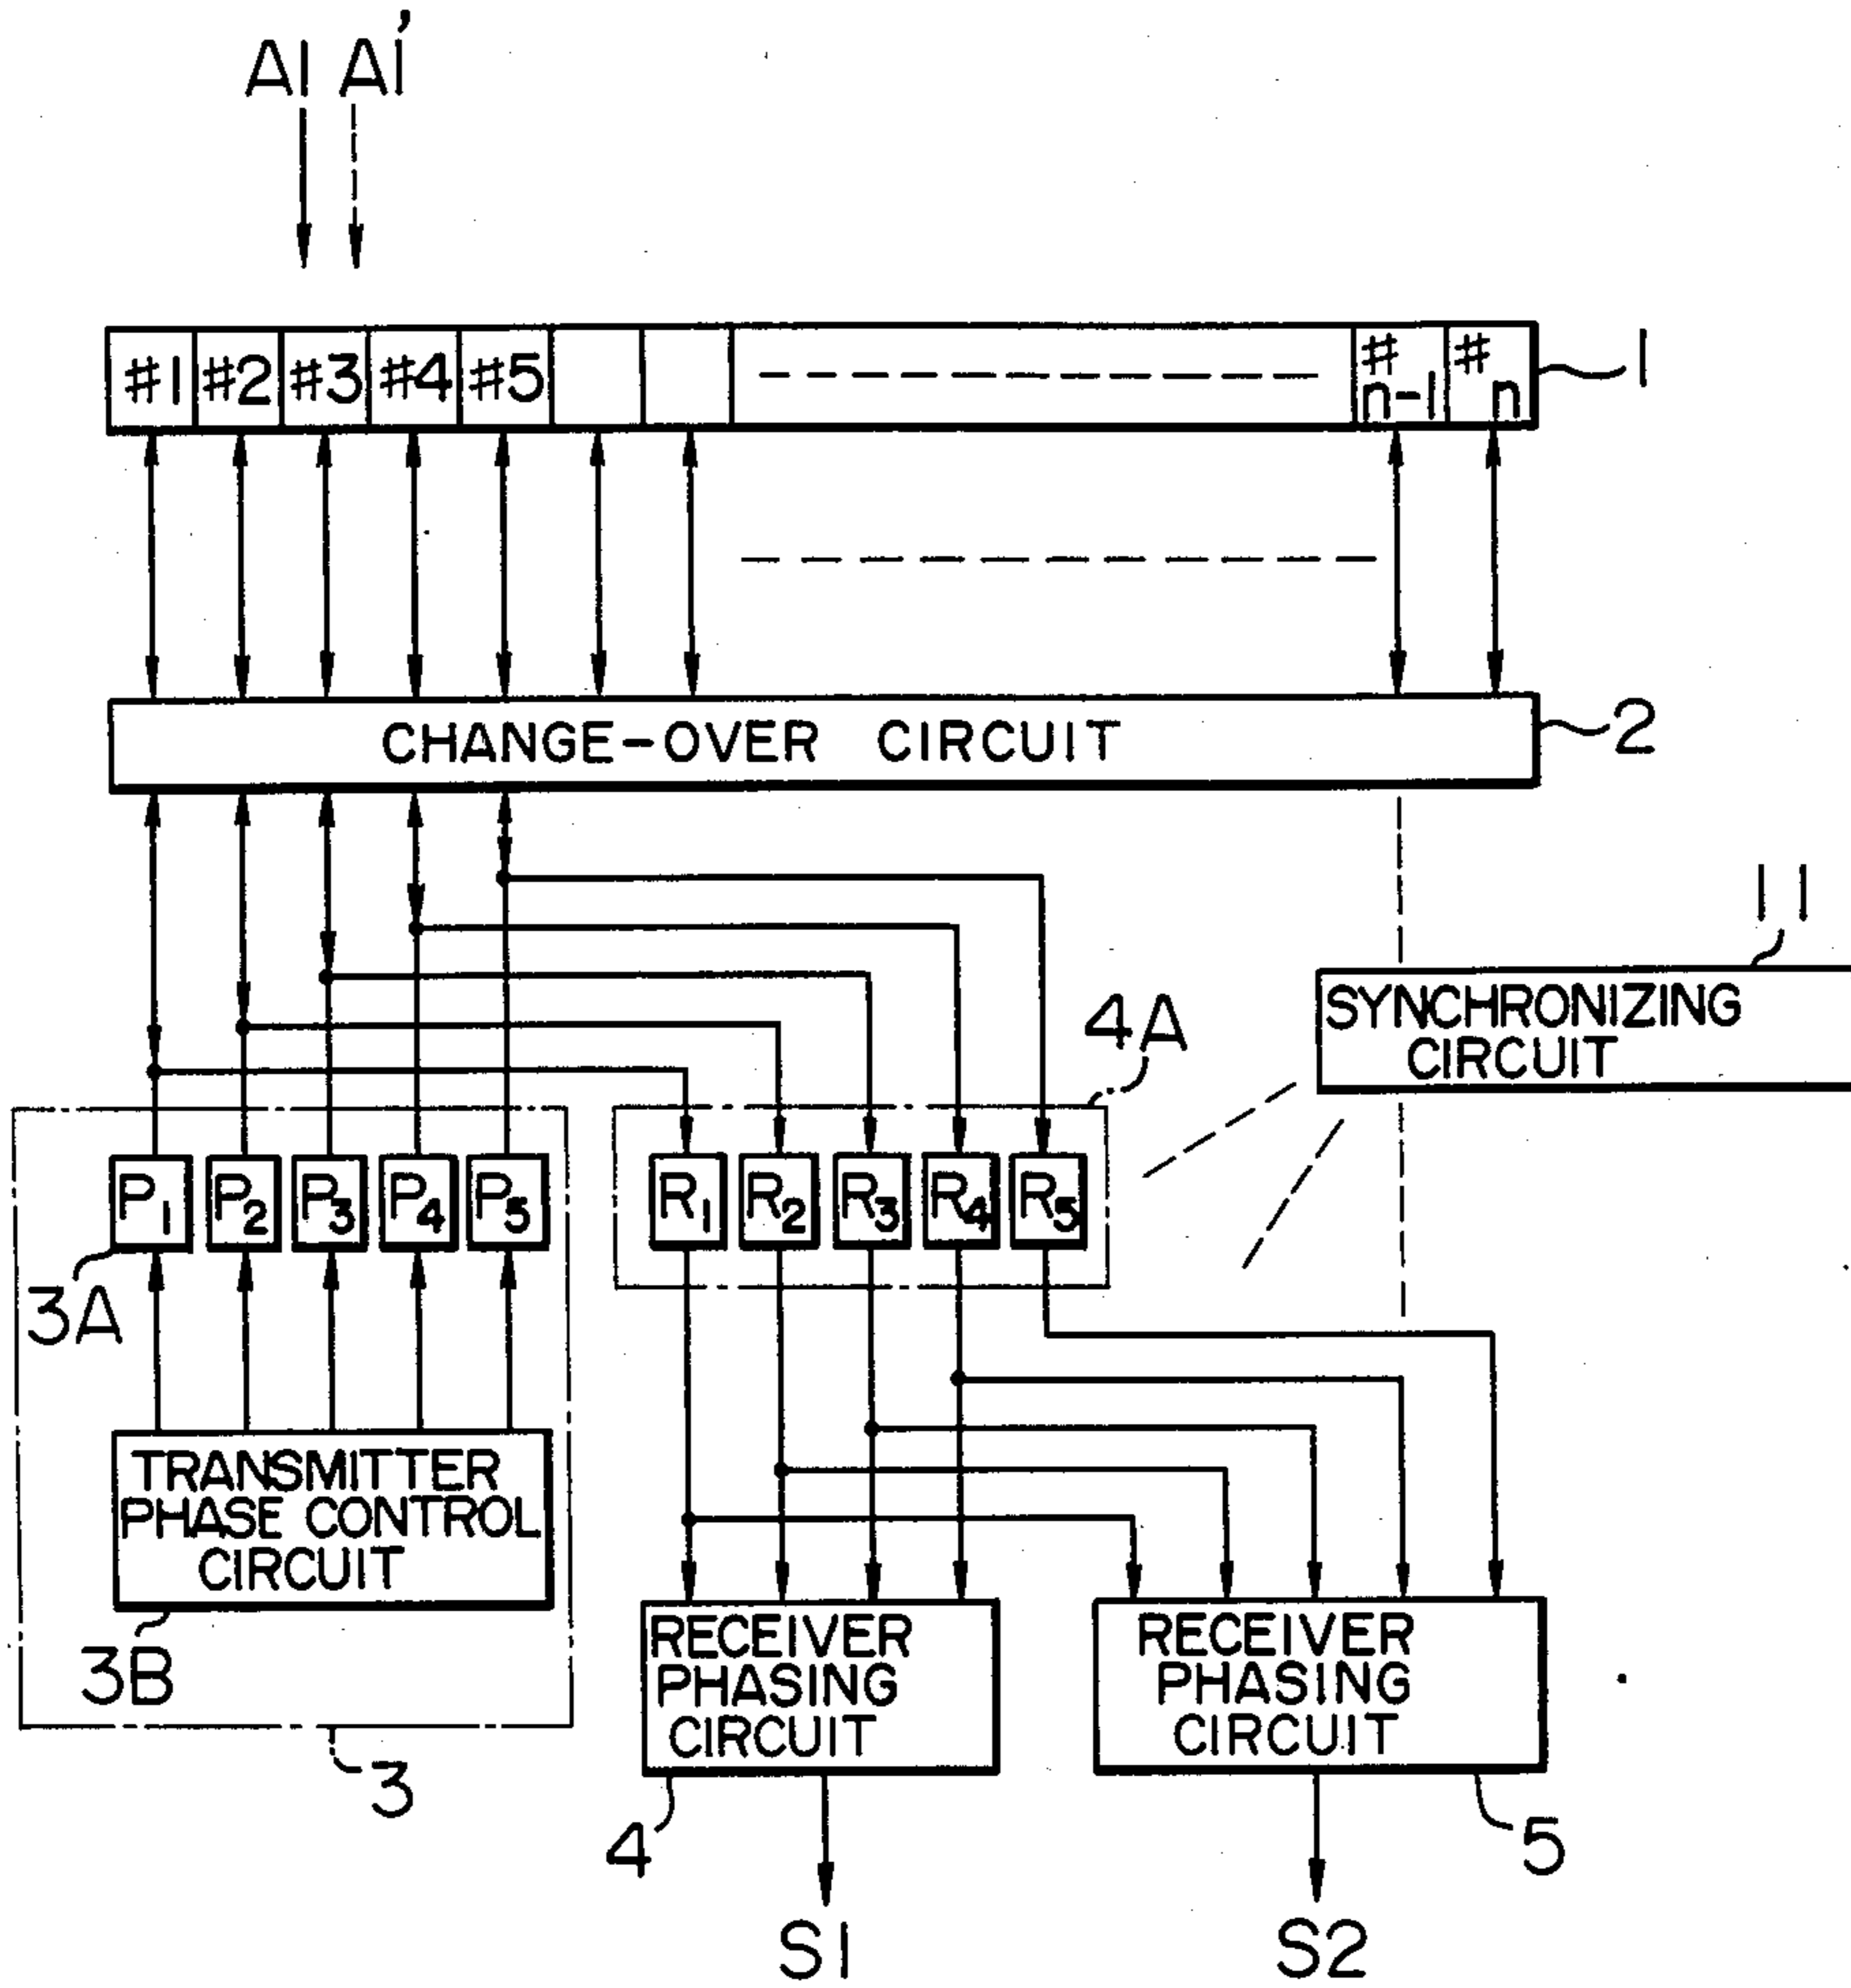 A1 A1'
#1 #2 #3 #4 #5 # n-1 # n
1
CHANGE-OVER CIRCUIT
2
11
SYNCHRONIZING
CIRCUIT
4A
P1 P2 P3 P4 P5
R1 R2 R3 R4 R5
3A
TRANSMITTER
PHASE CONTROL
CIRCUIT
3B
3
RECEIVER
PHASING
CIRCUIT
4
RECEIVER
PHASING
CIRCUIT
5
S1
S2